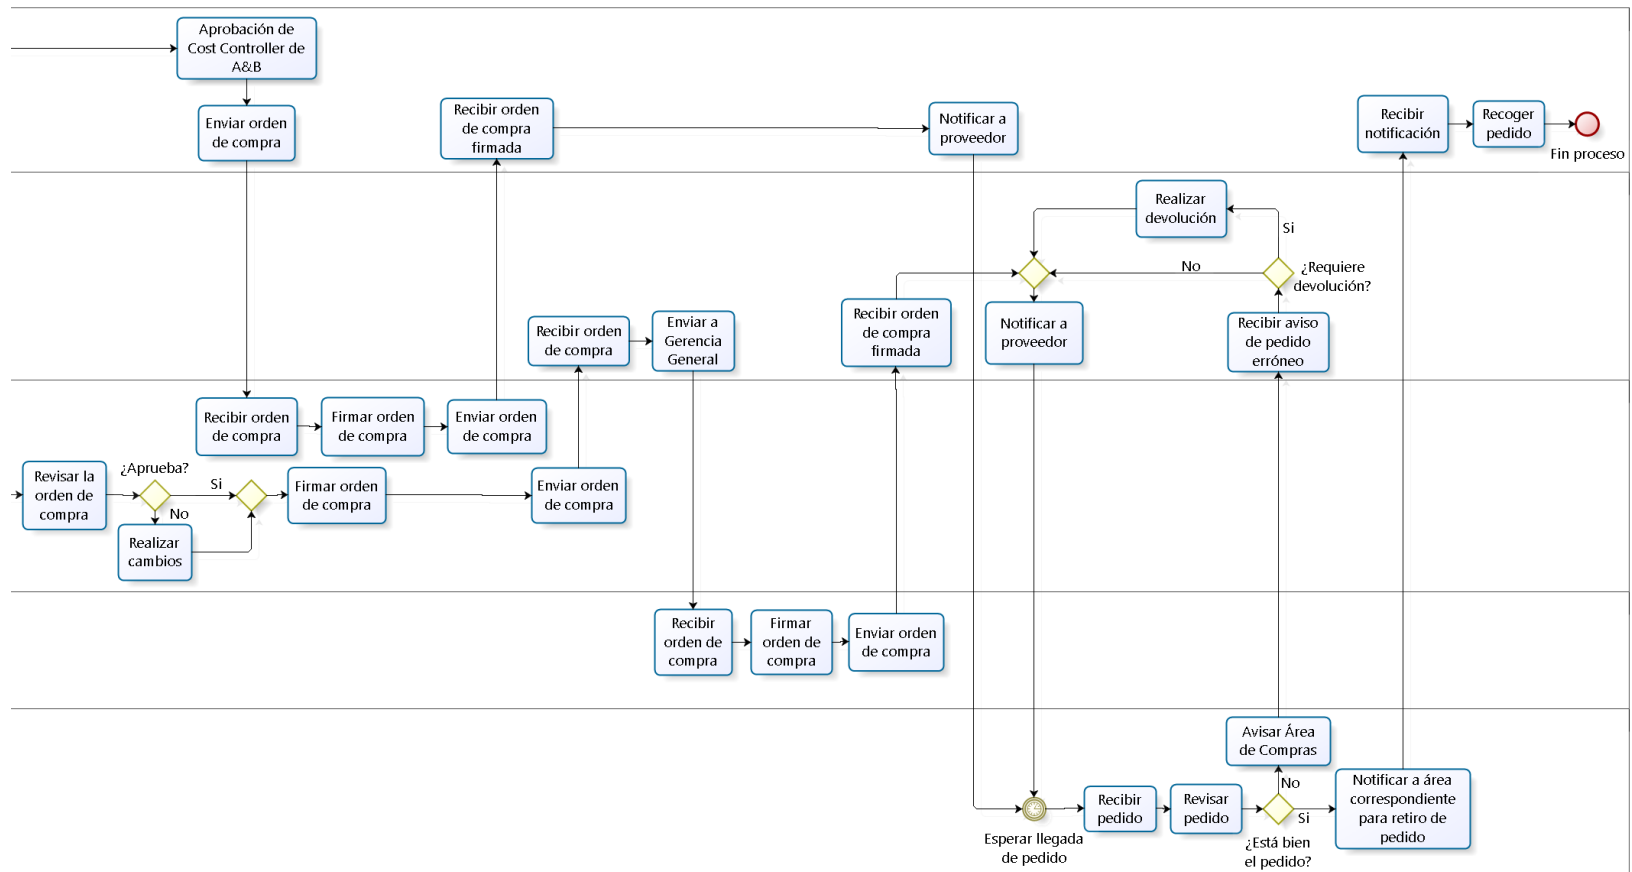 Aprobación de
Cost Controller de
A&B
Enviar orden
de compra
Recibir orden
de compra
firmada
Notificar a
proveedor
Recibir
notificación
Recoger
pedido
Fin proceso
Realizar
devolución
Si
No
¿Requiere
devolución?
Recibir orden
de compra
Enviar a
Gerencia
General
Recibir orden
de compra
firmada
Notificar a
proveedor
Recibir aviso
de pedido
erróneo
Recibir orden
de compra
Firmar orden
de compra
Enviar orden
de compra
Revisar la
orden de
compra
¿Aprueba?
Si
No
Realizar
cambios
Firmar orden
de compra
Enviar orden
de compra
Recibir
orden de
compra
Firmar
orden de
compra
Enviar orden
de compra
Avisar Área
de Compras
No
Esperar llegada
de pedido
Recibir
pedido
Revisar
pedido
¿Está bien
el pedido?
Si
Notificar a área
correspondiente
para retiro de
pedido